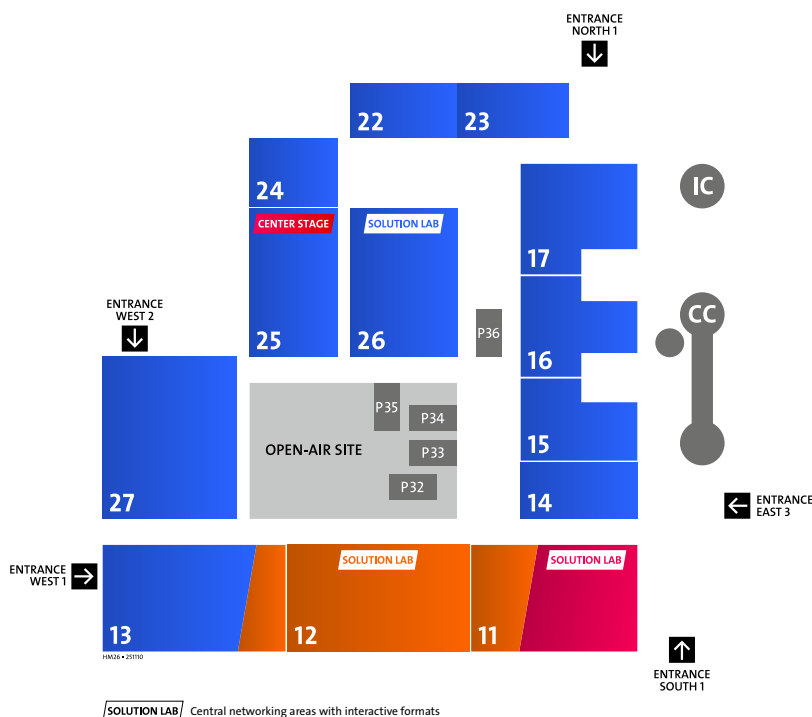 ENTRANCE
NORTH 1
22
23
24
CENTER STAGE
SOLUTION LAB
IC
17
ENTRANCE
WEST 2
CC
P36
25
26
16
P35
P34
OPEN-AIR SITE
P33
15
P32
27
14
ENTRANCE
EAST 3
ENTRANCE
WEST 1
SOLUTION LAB
SOLUTION LAB
13
12
11
HM26 • 251110
ENTRANCE
SOUTH 1
SOLUTION LAB Central networking areas with interactive formats